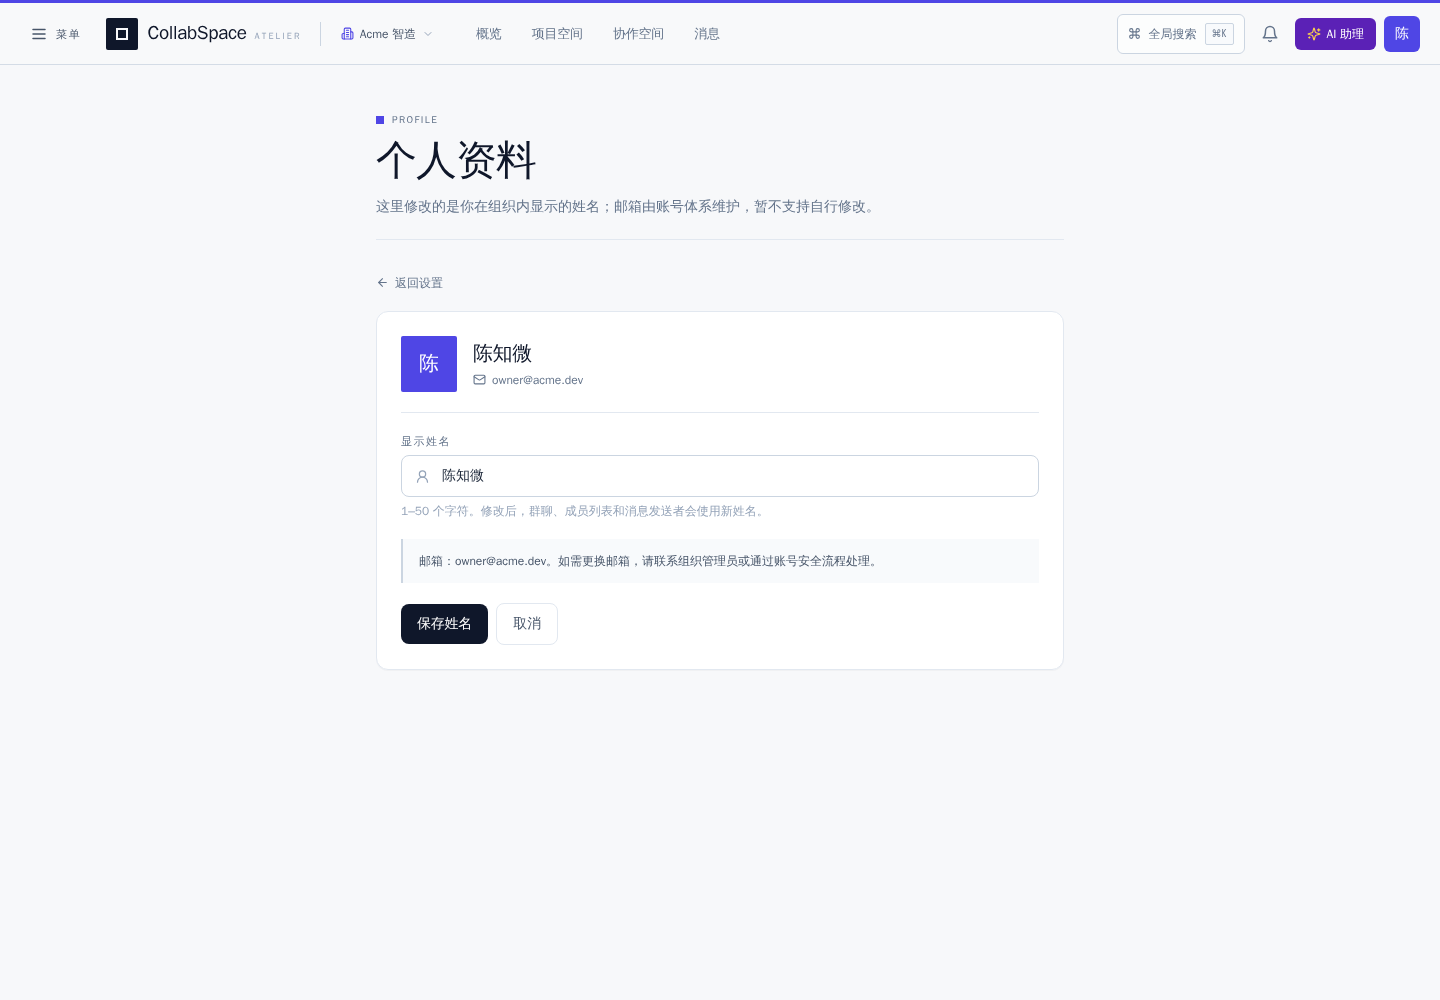 菜单
CollabSpace ATELIER
Acme 智造
概览
项目空间
协作空间
消息
全局搜索 ⌘K
AI 助理
陈
PROFILE
个人资料
这里修改的是你在组织内显示的姓名；邮箱由账号体系维护，暂不支持自行修改。
返回设置
陈
陈知微
owner@acme.dev
显示姓名
陈知微
1–50 个字符。修改后，群聊、成员列表和消息发送者会使用新姓名。
邮箱：owner@acme.dev。如需更换邮箱，请联系组织管理员或通过账号安全流程处理。
保存姓名
取消